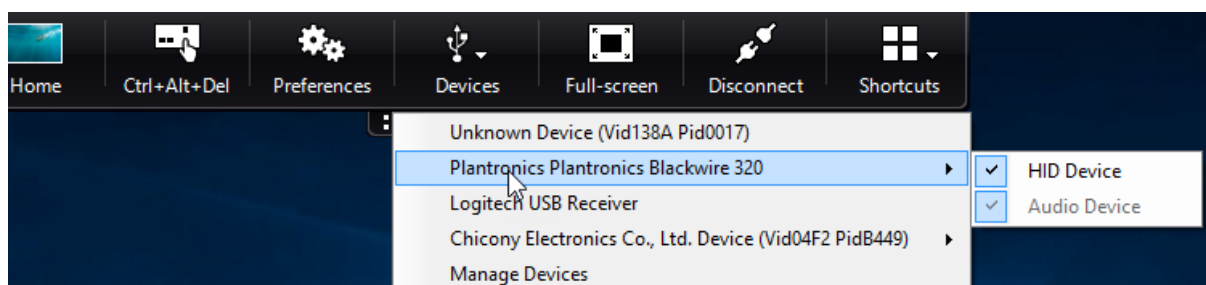 Home Ctrl+Alt+Del Preferences Devices Full-screen Disconnect Shortcuts
Unknown Device (Vid138A Pid0017)
Plantronics Plantronics Blackwire 320
HID Device
Logitech USB Receiver
Audio Device
Chicony Electronics Co., Ltd. Device (Vid04F2 PidB449)
Manage Devices